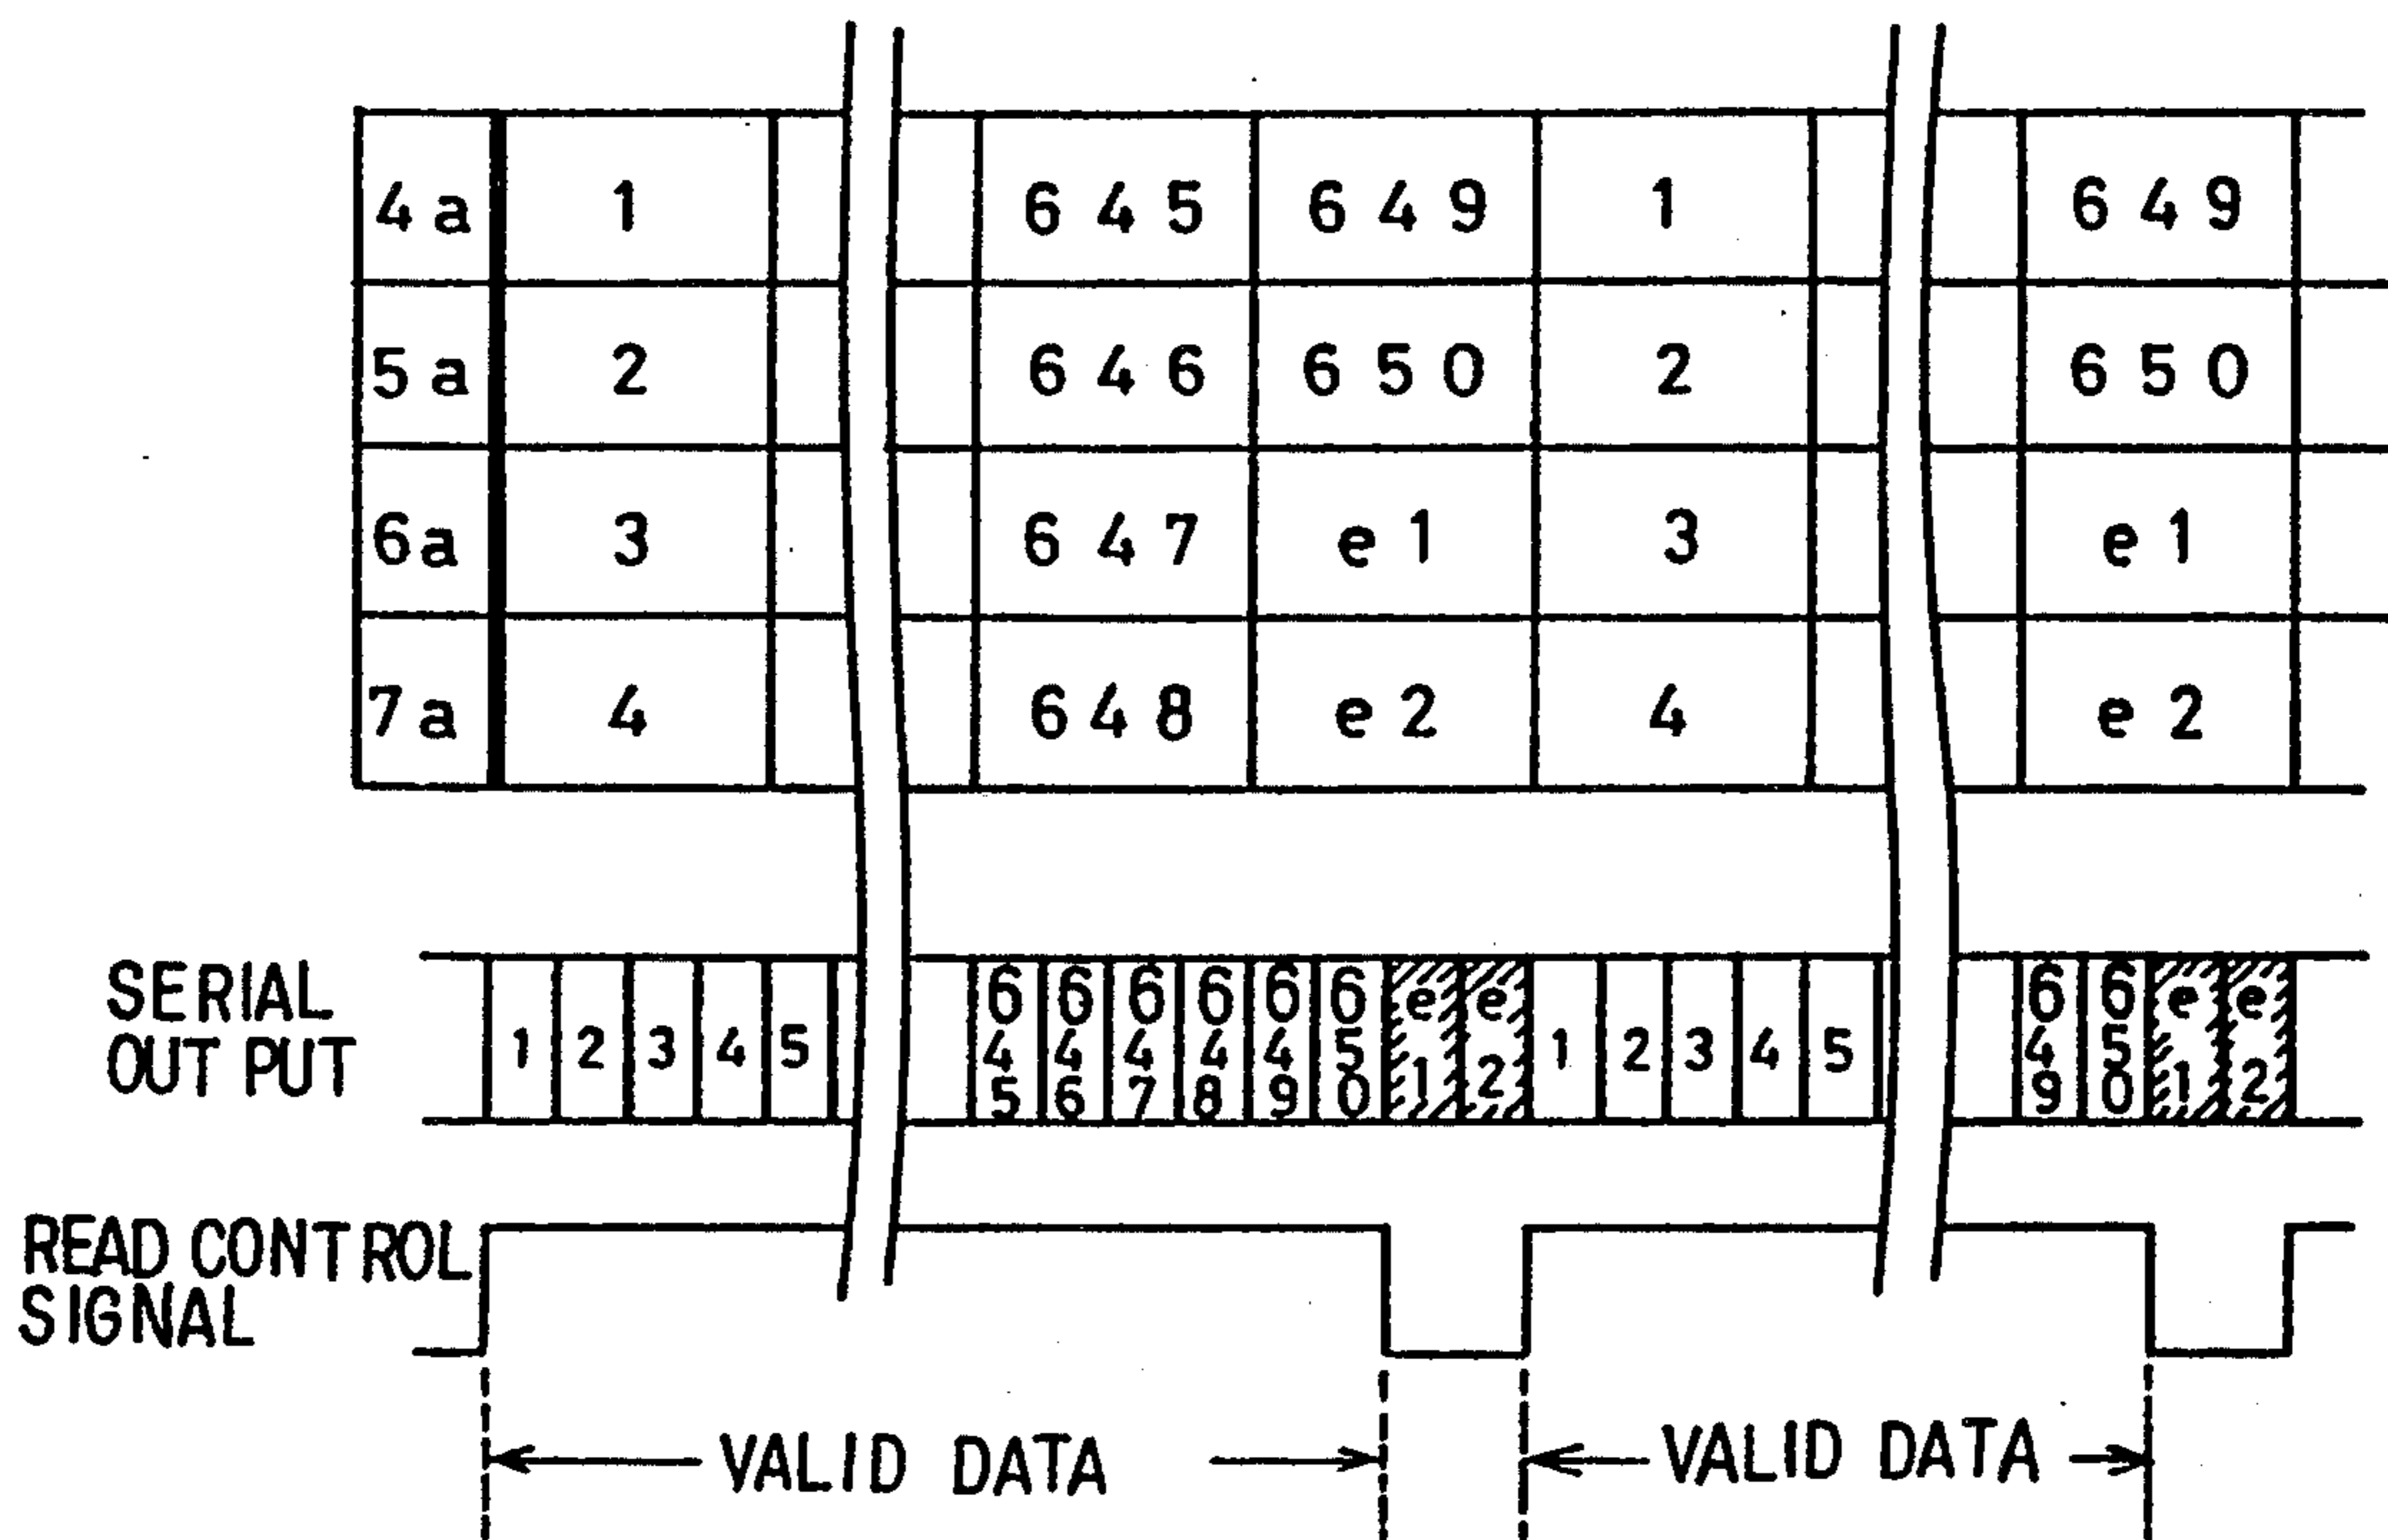 4a 1 645 649 1 649
5a 2 646 650 2 650
6a 3 647 e1 3 e1
7a 4 648 e2 4 e2
SERIAL
OUT PUT
1 2 3 4 5 645 646 647 648 649 650 e1 e2 1 2 3 4 5 649 650 e1 e2
READ CONTROL
SIGNAL
VALID DATA VALID DATA